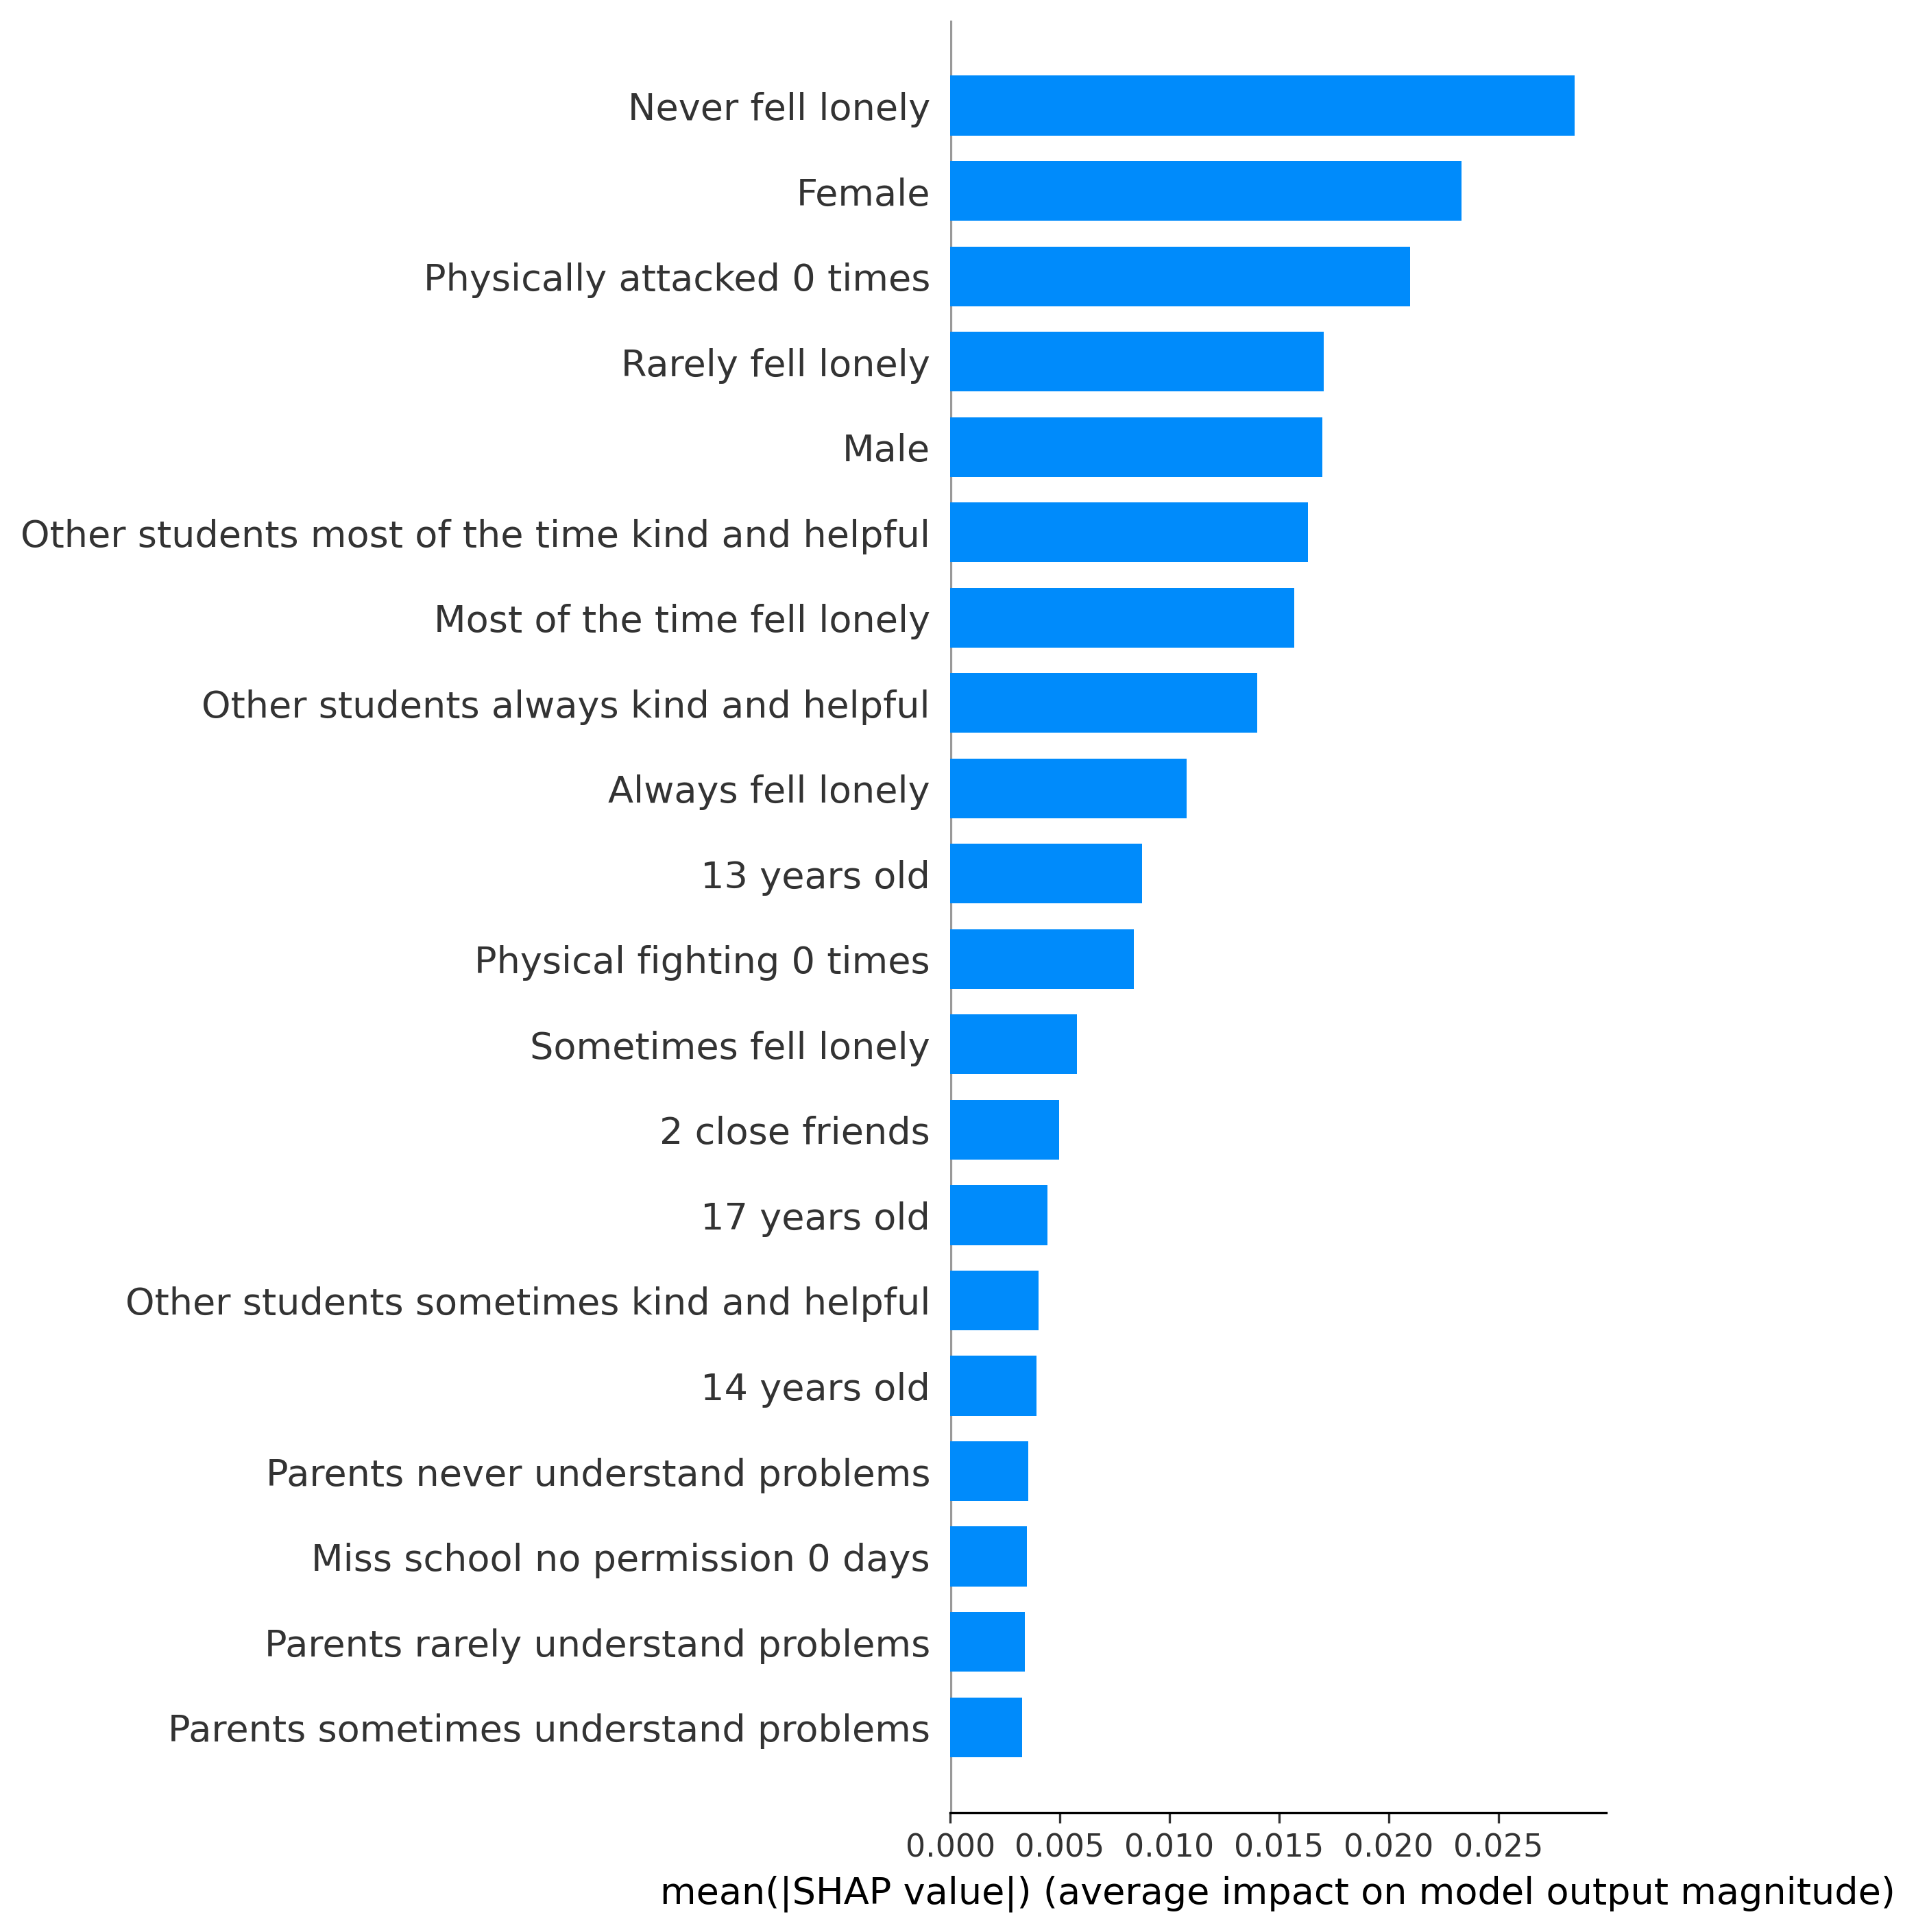 Never fell lonely
Female
Physically attacked 0 times
Rarely fell lonely
Male
Other students most of the time kind and helpful
Most of the time fell lonely
Other students always kind and helpful
Always fell lonely
13 years old
Physical fighting 0 times
Sometimes fell lonely
2 close friends
17 years old
Other students sometimes kind and helpful
14 years old
Parents never understand problems
Miss school no permission 0 days
Parents rarely understand problems
Parents sometimes understand problems
0.000 0.005 0.010 0.015 0.020 0.025
mean(|SHAP value|) (average impact on model output magnitude)